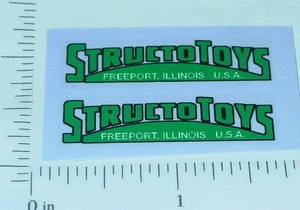 StructoToys
FREEPORT, ILLINOIS U.S.A.
StructoToys
FREEPORT, ILLINOIS U.S.A.
0 in 1